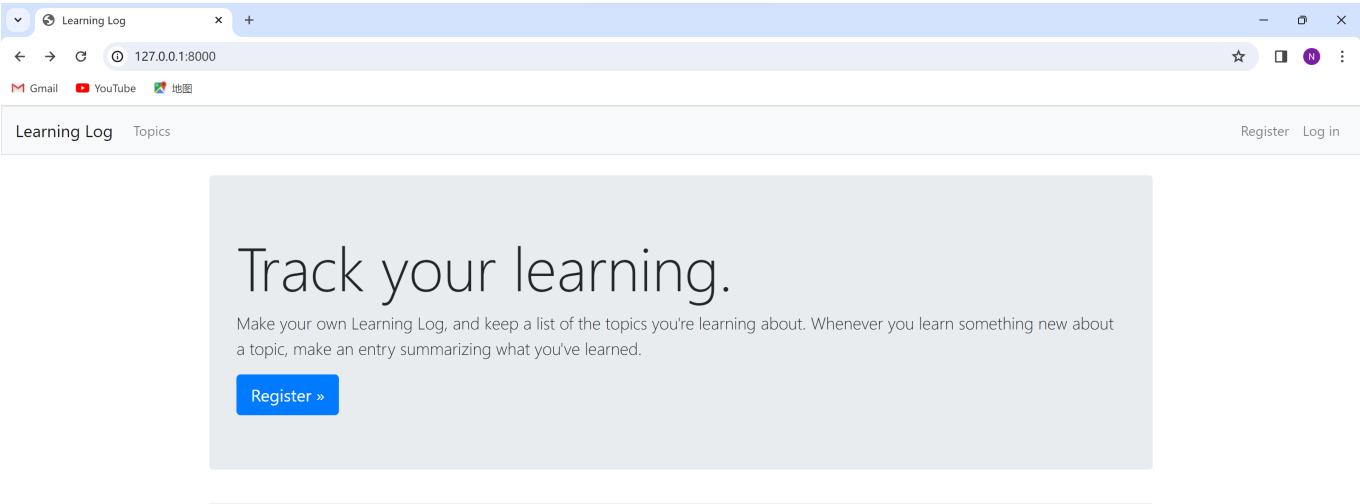 Learning Log
127.0.0.1:8000
Gmail YouTube 地图
Learning Log Topics Register Log in
Track your learning.
Make your own Learning Log, and keep a list of the topics you're learning about. Whenever you learn something new about
a topic, make an entry summarizing what you've learned.
Register »